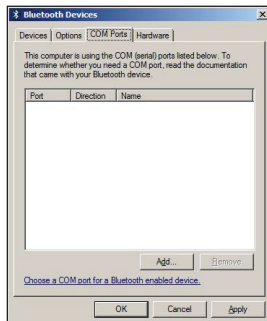 Bluetooth Devices
Devices Options COM Ports Hardware
This computer is using the COM (serial) ports listed below. To
determine whether you need a COM port, read the documentation
that came with your Bluetooth device.
Port Direction Name
Add... Remove
Choose a COM port for a Bluetooth enabled device.
OK Cancel Apply